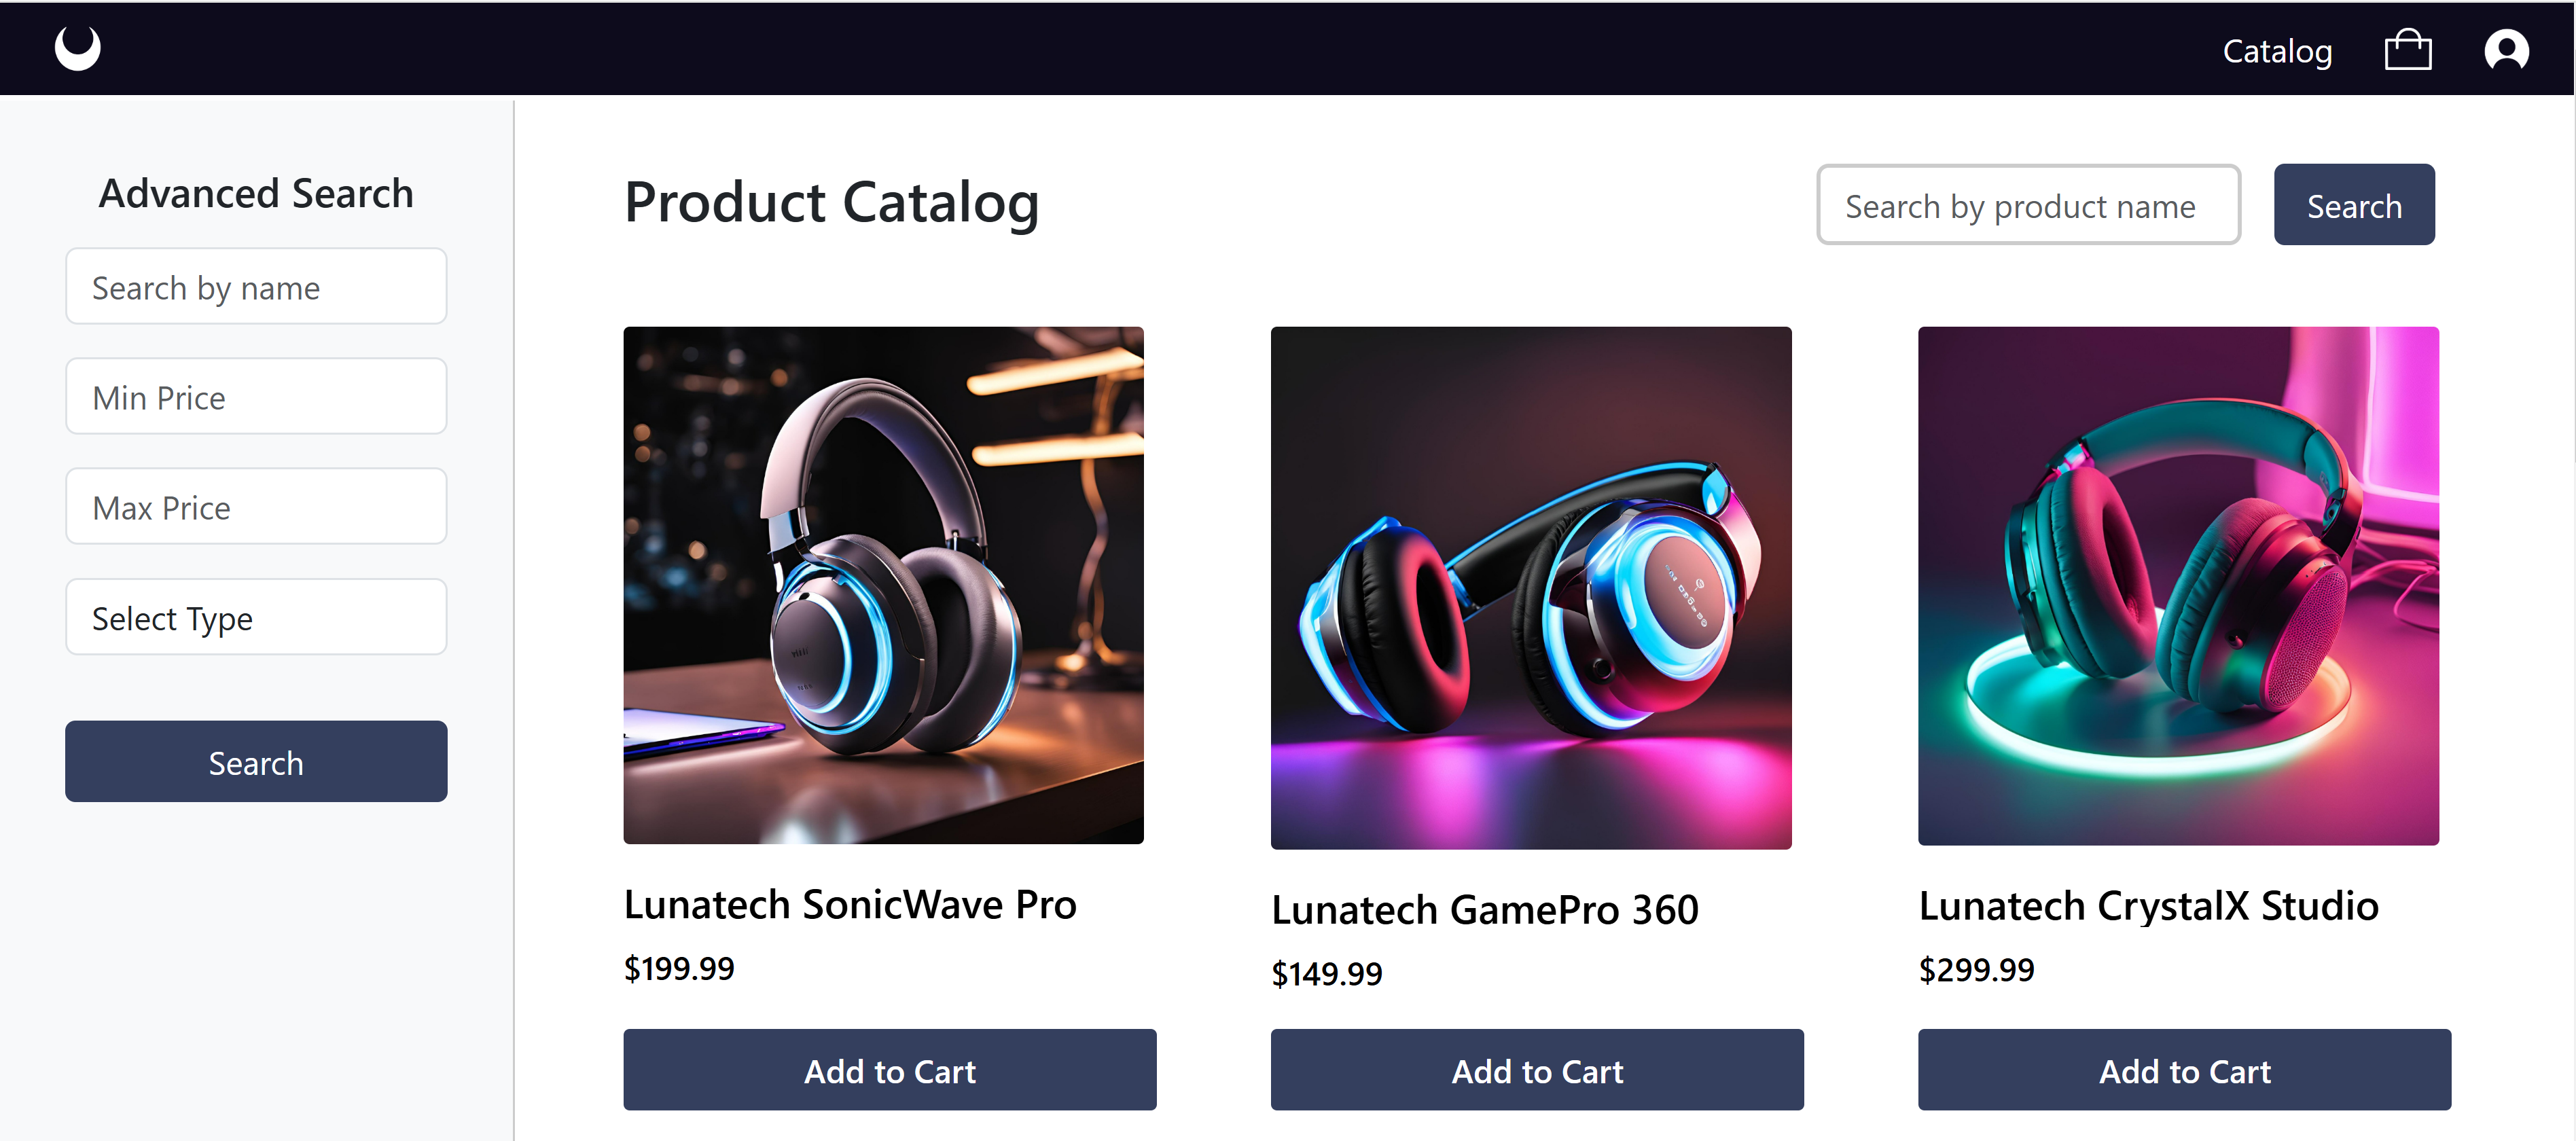 Catalog
Advanced Search
Search by name
Min Price
Max Price
Select Type
Search
Product Catalog
Search by product name
Search
Lunatech SonicWave Pro
$199.99
Add to Cart
Lunatech GamePro 360
$149.99
Add to Cart
Lunatech CrystalX Studio
$299.99
Add to Cart